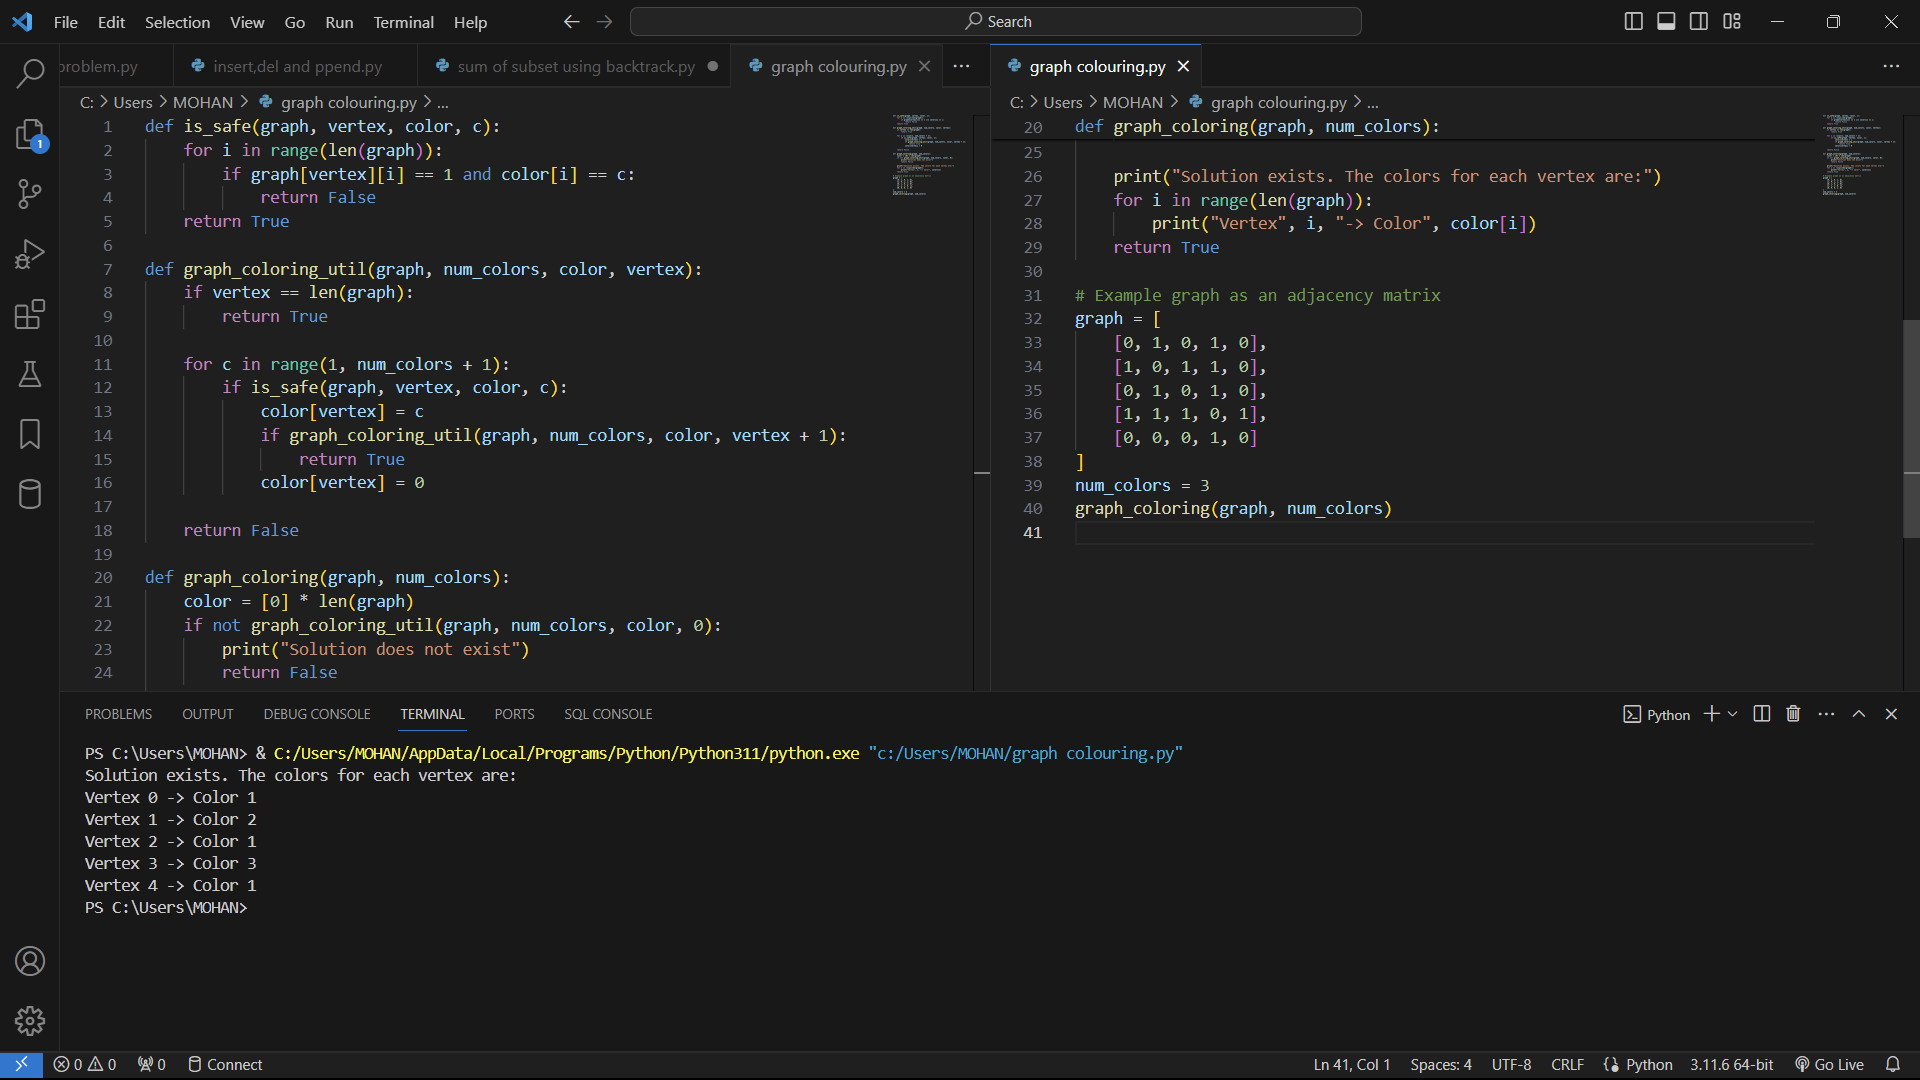 File Edit Selection View Go Run Terminal Help
Search
problem.py
insert,del and ppend.py
sum of subset using backtrack.py
graph colouring.py
graph colouring.py
C: > Users > MOHAN > graph colouring.py > ...
1 def is_safe(graph, vertex, color, c):
2 for i in range(len(graph)):
3 if graph[vertex][i] == 1 and color[i] == c:
4 return False
5 return True
6
7 def graph_coloring_util(graph, num_colors, color, vertex):
8 if vertex == len(graph):
9 return True
10
11 for c in range(1, num_colors + 1):
12 if is_safe(graph, vertex, color, c):
13 color[vertex] = c
14 if graph_coloring_util(graph, num_colors, color, vertex + 1):
15 return True
16 color[vertex] = 0
17
18 return False
19
20 def graph_coloring(graph, num_colors):
21 color = [0] * len(graph)
22 if not graph_coloring_util(graph, num_colors, color, 0):
23 print("Solution does not exist")
24 return False
C: > Users > MOHAN > graph colouring.py > ...
20 def graph_coloring(graph, num_colors):
25
26 print("Solution exists. The colors for each vertex are:")
27 for i in range(len(graph)):
28 print("Vertex", i, "-> Color", color[i])
29 return True
30
31 # Example graph as an adjacency matrix
32 graph = [
33 [0, 1, 0, 1, 0],
34 [1, 0, 1, 1, 0],
35 [0, 1, 0, 1, 0],
36 [1, 1, 1, 0, 1],
37 [0, 0, 0, 1, 0]
38 ]
39 num_colors = 3
40 graph_coloring(graph, num_colors)
41
1
PROBLEMS OUTPUT DEBUG CONSOLE TERMINAL PORTS SQL CONSOLE
Python
PS C:\Users\MOHAN> & C:/Users/MOHAN/AppData/Local/Programs/Python/Python311/python.exe "c:/Users/MOHAN/graph colouring.py"
Solution exists. The colors for each vertex are:
Vertex 0 -> Color 1
Vertex 1 -> Color 2
Vertex 2 -> Color 1
Vertex 3 -> Color 3
Vertex 4 -> Color 1
PS C:\Users\MOHAN>
0 0 0 Connect
Ln 41, Col 1 Spaces: 4 UTF-8 CRLF Python 3.11.6 64-bit Go Live